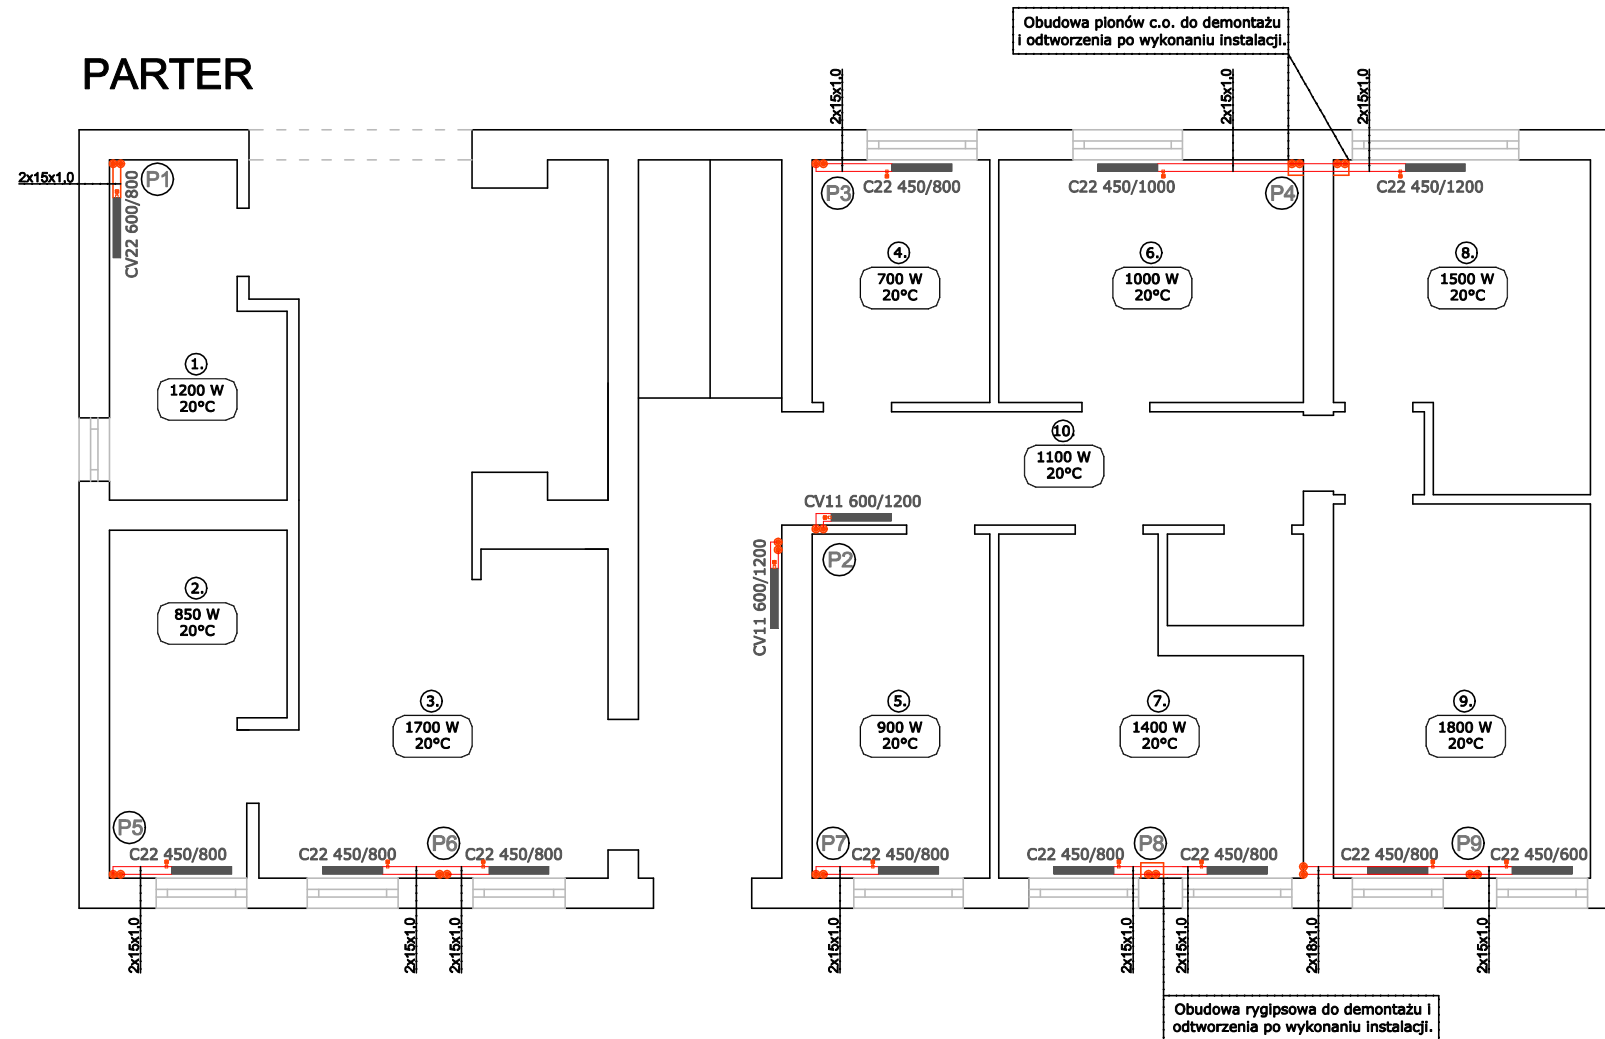 Obudowa pionów c.o. do demontażu
i odtworzenia po wykonaniu instalacji.
PARTER
2x15x1.0
2x15x1.0
2x15x1.0
2x15x1.0
P1
CV22 600/800
P3
C22 450/800
C22 450/1000
P4
C22 450/1200
4.
700 W
20°C
6.
1000 W
20°C
8.
1500 W
20°C
1.
1200 W
20°C
10.
1100 W
20°C
CV11 600/1200
P2
CV11 600/1200
2.
850 W
20°C
3.
1700 W
20°C
5.
900 W
20°C
7.
1400 W
20°C
9.
1800 W
20°C
P5
P6
P7
P8
P9
C22 450/800
C22 450/800
C22 450/800
C22 450/800
C22 450/800
C22 450/800
C22 450/800
C22 450/600
2x15x1.0
2x15x1.0
2x15x1.0
2x15x1.0
2x15x1.0
2x15x1.0
2x18x1.0
2x15x1.0
Obudowa rygipsowa do demontażu i
odtworzenia po wykonaniu instalacji.